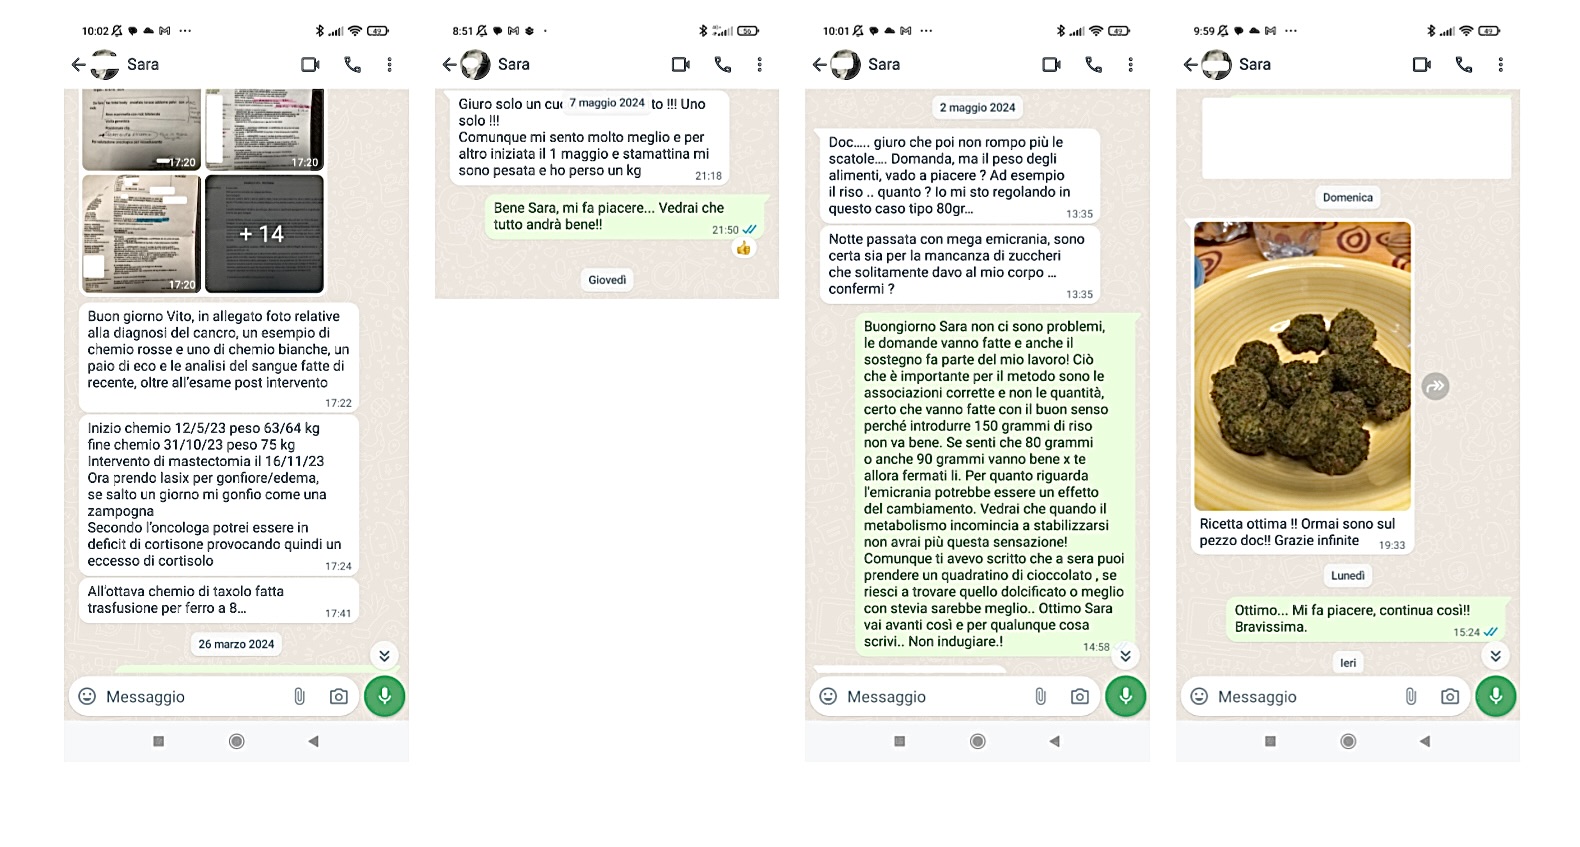 10:02
49
Sara
17:20
17:20
17:20
+ 14
Buon giorno Vito, in allegato foto relative
alla diagnosi del cancro, un esempio di
chemio rosse e uno di chemio bianche, un
paio di eco e le analisi del sangue fatte di
recente, oltre all'esame post intervento
17:22
Inizio chemio 12/5/23 peso 63/64 kg
fine chemio 31/10/23 peso 75 kg
Intervento di mastectomia il 16/11/23
Ora prendo lasix per gonfiore/edema,
se salto un giorno mi gonfio come una
zampogna
Secondo l'oncologa potrei essere in
deficit di cortisone provocando quindi un
eccesso di cortisolo
17:24
All'ottava chemio di taxolo fatta
trasfusione per ferro a 8...
17:41
26 marzo 2024
Messaggio
8:51
56
Sara
7 maggio 2024
Giuro solo un cuc to !!! Uno
solo !!!
Comunque mi sento molto meglio e per
altro iniziata il 1 maggio e stamattina mi
sono pesata e ho perso un kg
21:18
Bene Sara, mi fa piacere... Vedrai che
tutto andrà bene!!
21:50
Giovedì
10:01
49
Sara
2 maggio 2024
Doc..... giuro che poi non rompo più le
scatole.... Domanda, ma il peso degli
alimenti, vado a piacere ? Ad esempio
il riso .. quanto ? Io mi sto regolando in
questo caso tipo 80gr...
13:35
Notte passata con mega emicrania, sono
certa sia per la mancanza di zuccheri
che solitamente davo al mio corpo ...
confermi ?
13:35
Buongiorno Sara non ci sono problemi,
le domande vanno fatte e anche il
sostegno fa parte del mio lavoro! Ciò
che è importante per il metodo sono le
associazioni corrette e non le quantità,
certo che vanno fatte con il buon senso
perché introdurre 150 grammi di riso
non va bene. Se senti che 80 grammi
o anche 90 grammi vanno bene x te
allora fermati li. Per quanto riguarda
l'emicrania potrebbe essere un effetto
del cambiamento. Vedrai che quando il
metabolismo incomincia a stabilizzarsi
non avrai più questa sensazione!
Comunque ti avevo scritto che a sera puoi
prendere un quadratino di cioccolato , se
riesci a trovare quello dolcificato o meglio
con stevia sarebbe meglio.. Ottimo Sara
vai avanti così e per qualunque cosa
scrivi.. Non indugiare.!
14:58
Messaggio
9:59
49
Sara
Domenica
Ricetta ottima !! Ormai sono sul
pezzo doc!! Grazie infinite
19:33
Lunedì
Ottimo... Mi fa piacere, continua così!!
Bravissima.
15:24
Ieri
Messaggio